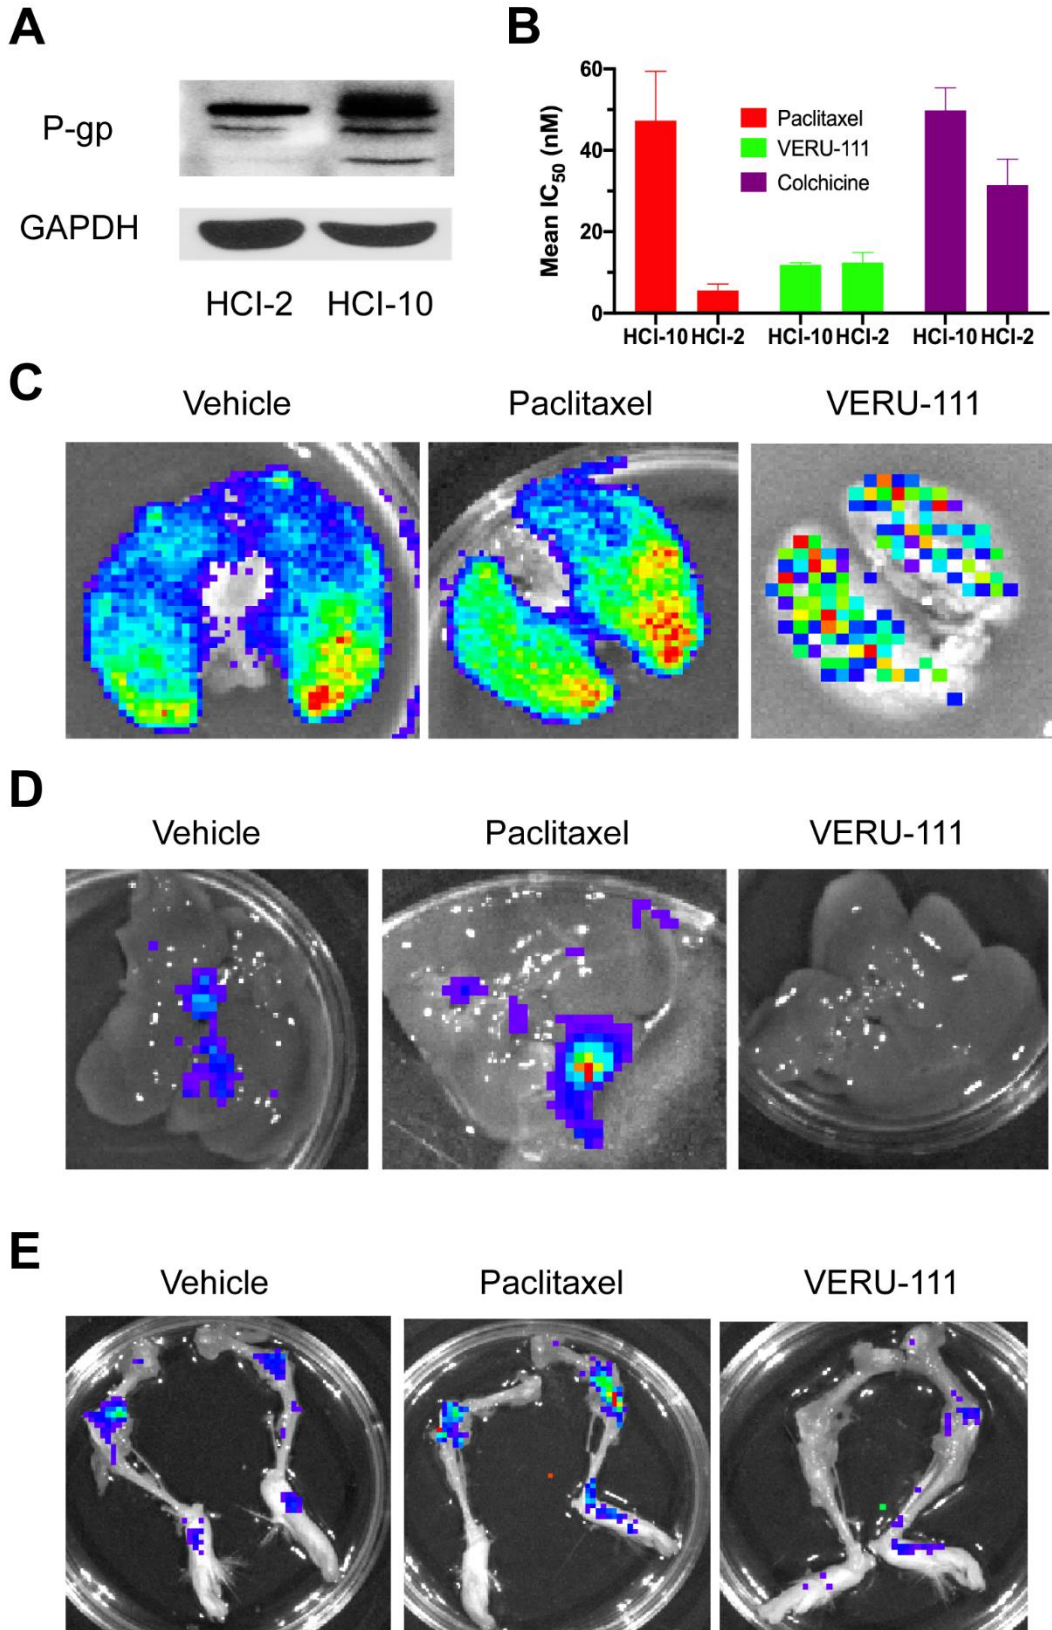 A
P-gp
GAPDH
HCI-2 HCI-10
B
Mean IC50 (nM)
60
40
20
0
Paclitaxel
VERU-111
Colchicine
HCI-10 HCI-2 HCI-10 HCI-2 HCI-10 HCI-2
C
Vehicle Paclitaxel VERU-111
D
Vehicle Paclitaxel VERU-111
E
Vehicle Paclitaxel VERU-111